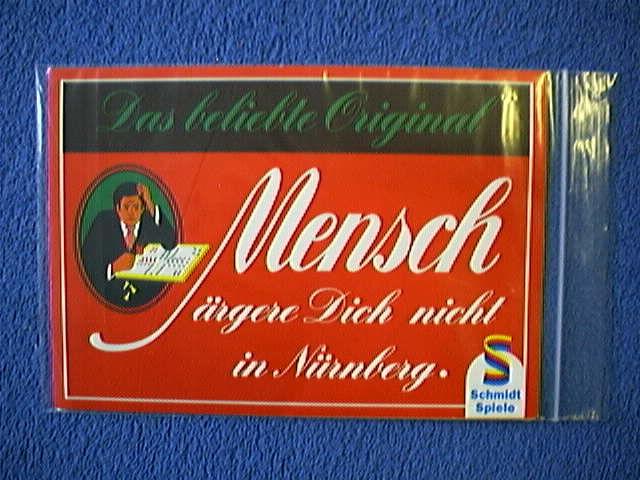 Das beliebte Original
Mensch
ärgere Dich nicht
in Nürnberg.
Schmidt
Spiele